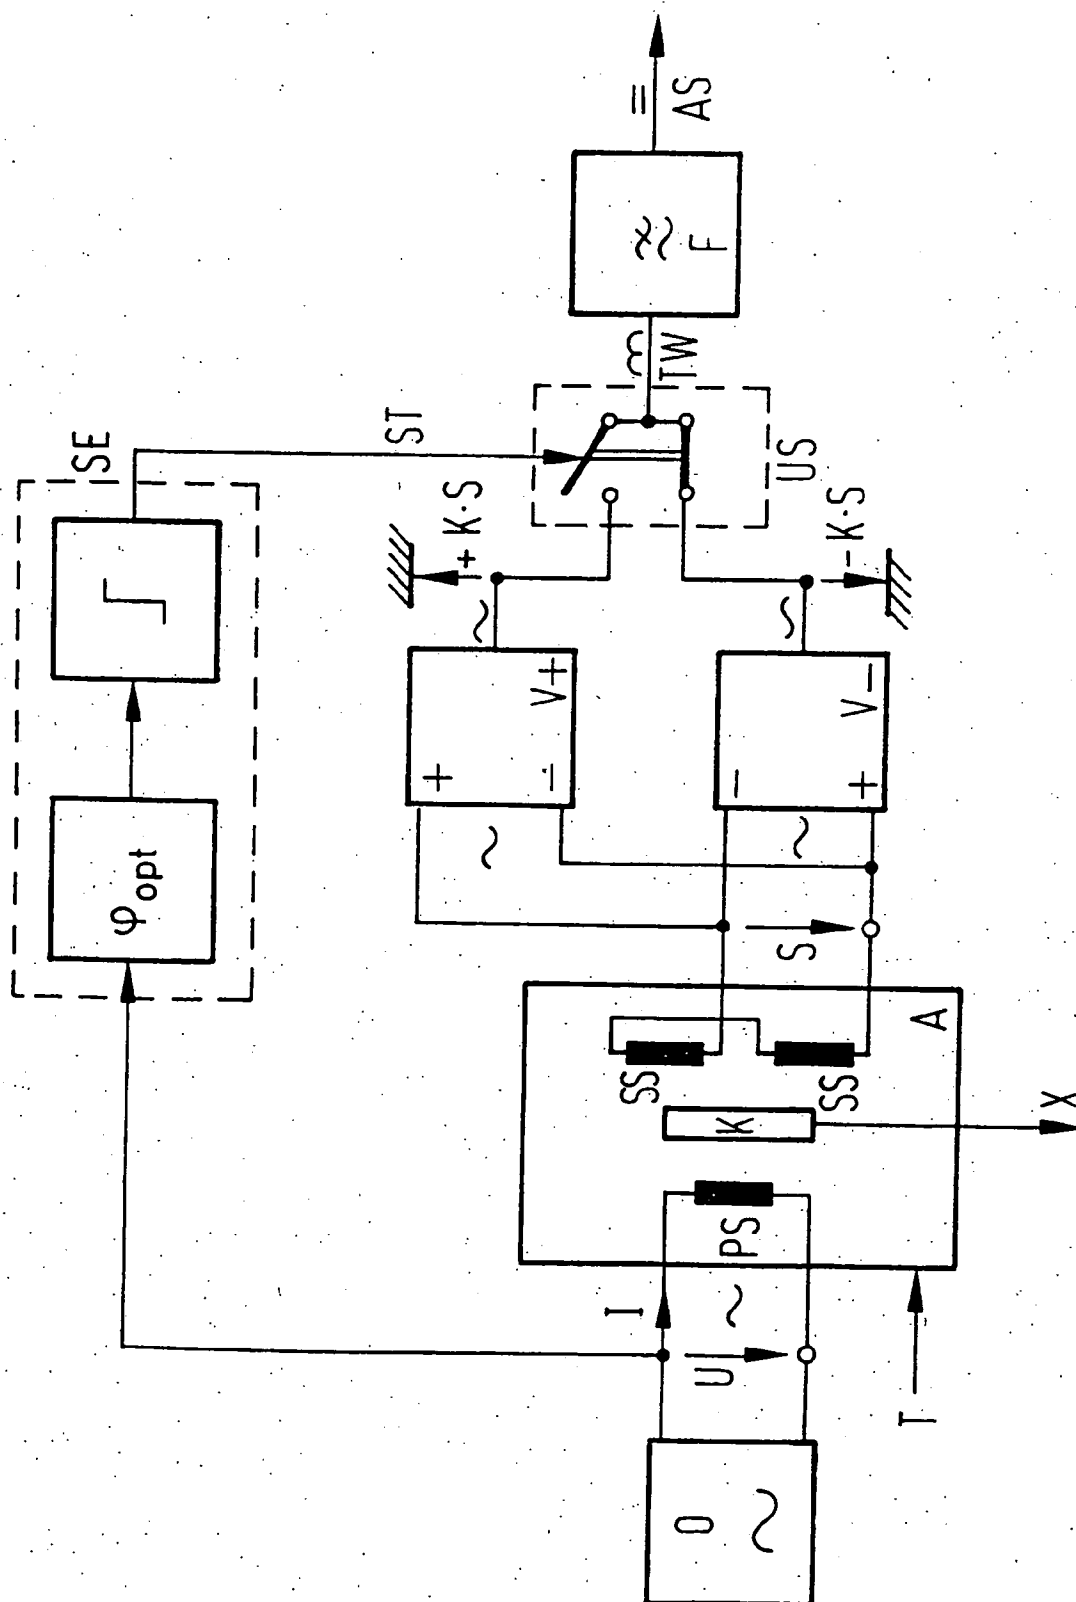 SE
φopt
ST
+ K·S
- K·S
US
TW
F
=
AS
+
-
V+
-
+
V-
~
~
~
~
S
A
SS
SS
K
PS
X
I
U
~
T
O
~